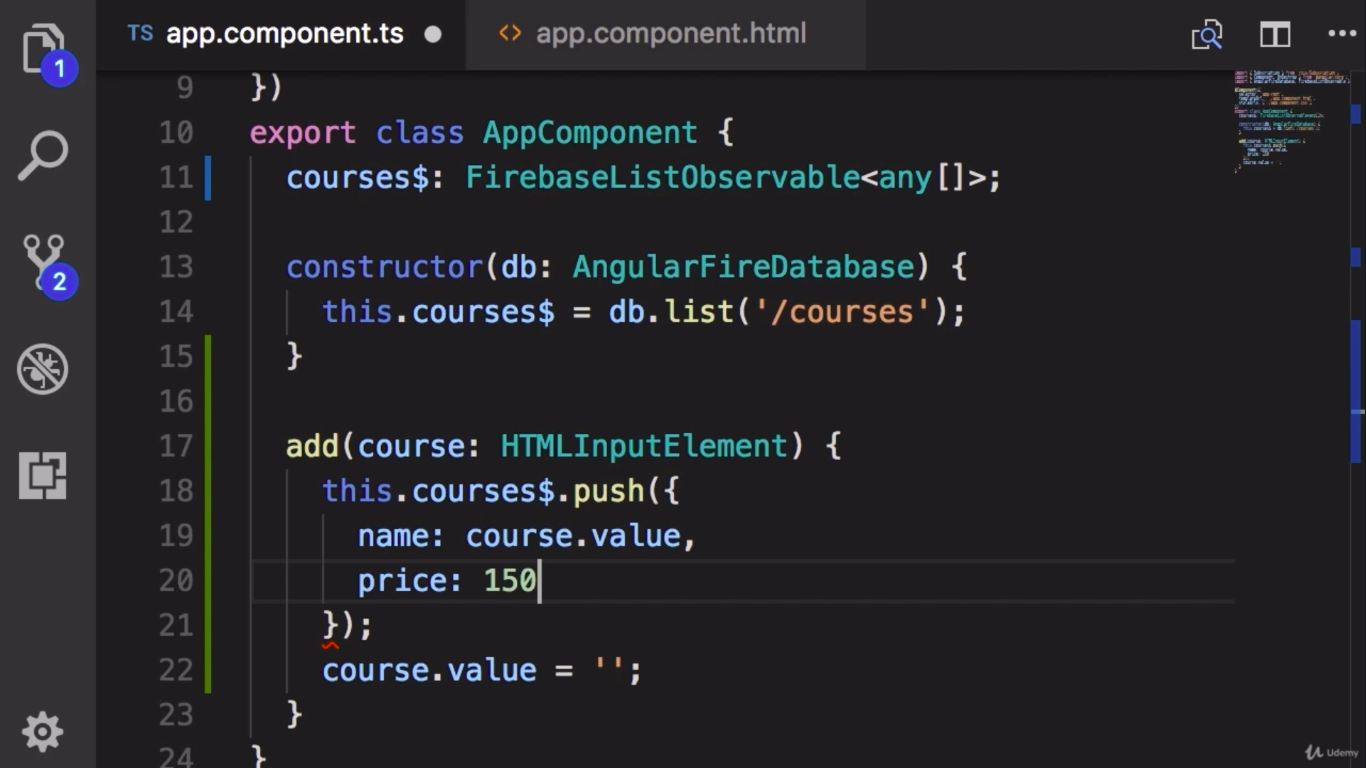 TS app.component.ts
<> app.component.html
1
2
9 })
10 export class AppComponent {
11 courses$: FirebaseListObservable<any[]>;
12
13 constructor(db: AngularFireDatabase) {
14 this.courses$ = db.list('/courses');
15 }
16
17 add(course: HTMLInputElement) {
18 this.courses$.push({
19 name: course.value,
20 price: 150
21 });
22 course.value = '';
23 }
24 }
Udemy